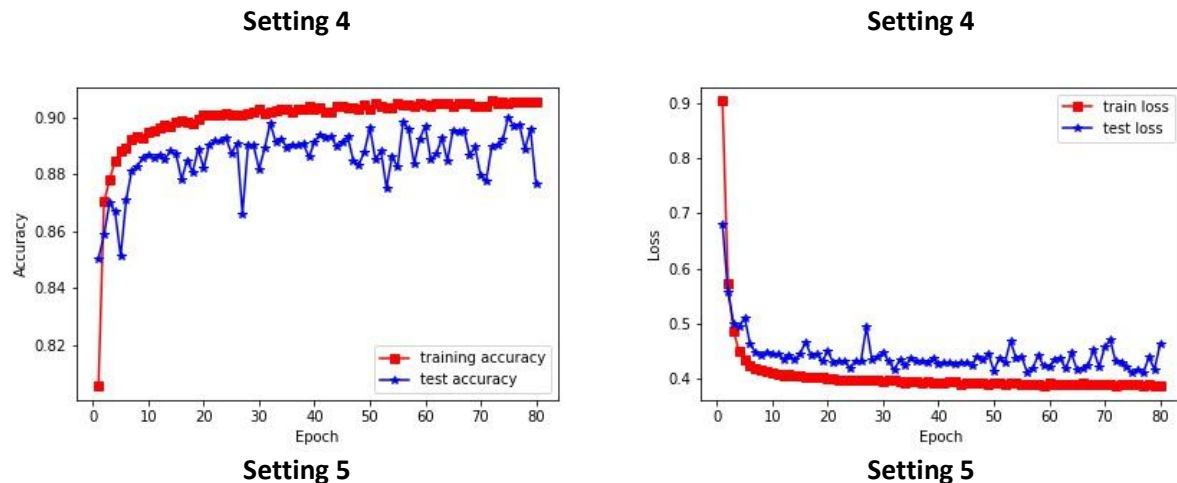 Setting 4
Setting 4
0.90
0.88
0.86
0.84
0.82
Accuracy
training accuracy
test accuracy
0 10 20 30 40 50 60 70 80
Epoch
0.9
0.8
0.7
0.6
0.5
0.4
Loss
train loss
test loss
0 10 20 30 40 50 60 70 80
Epoch
Setting 5
Setting 5